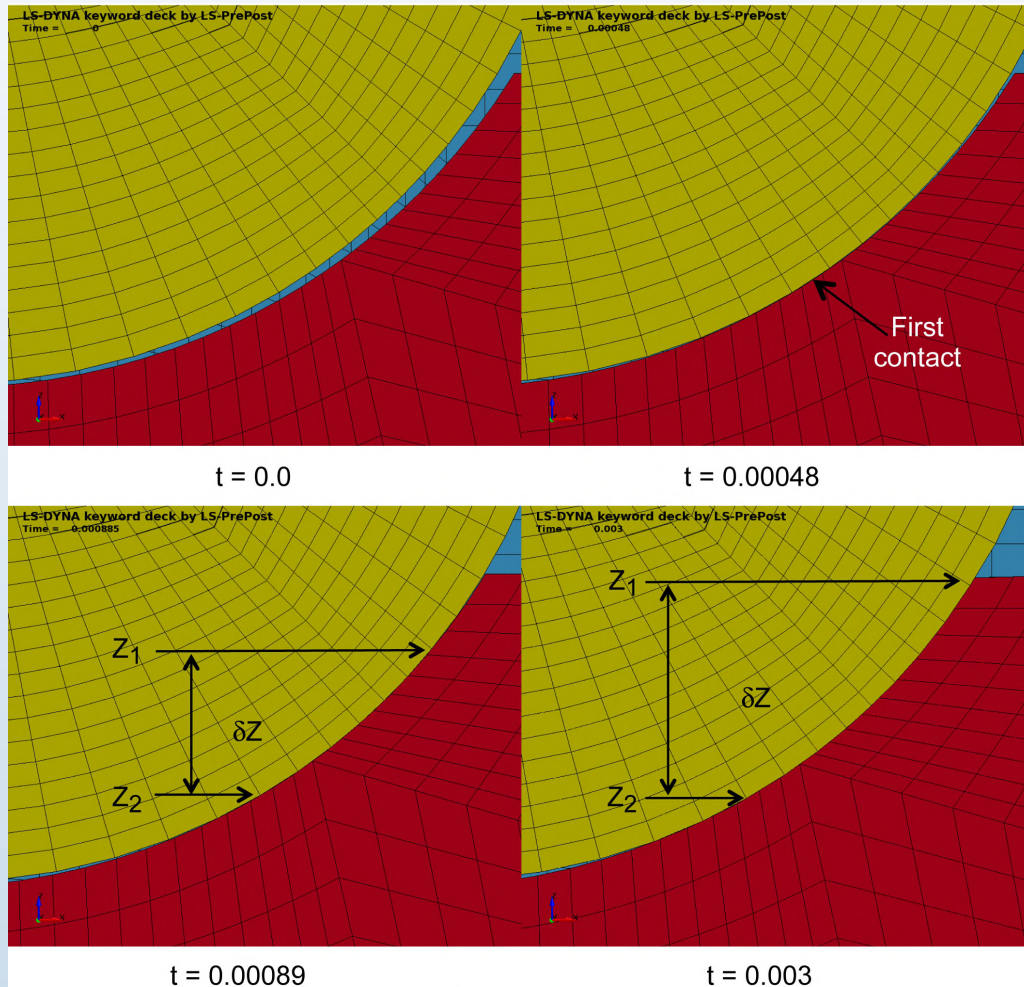 LS-DYNA keyword deck by LS-PrePost
Time = 0
LS-DYNA keyword deck by LS-PrePost
Time = 0.00048
First
contact
t = 0.0
t = 0.00048
LS-DYNA keyword deck by LS-PrePost
Time = 0.000885
Z1
δZ
Z2
LS-DYNA keyword deck by LS-PrePost
Time = 0.003
Z1
δZ
Z2
t = 0.00089
t = 0.003